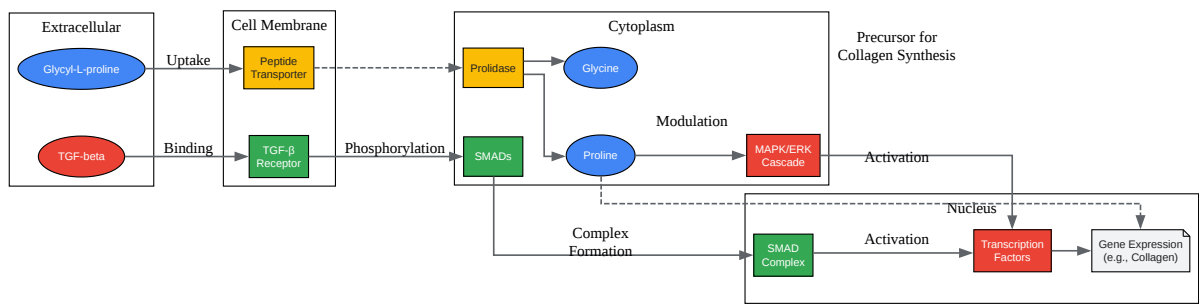 Extracellular
Glycyl-L-proline
TGF-beta
Uptake
Binding
Cell Membrane
Peptide
Transporter
TGF-β
Receptor
Phosphorylation
Cytoplasm
Prolidase
Glycine
SMADs
Proline
Modulation
MAPK/ERK
Cascade
Precursor for
Collagen Synthesis
Activation
Nucleus
Complex
Formation
SMAD
Complex
Activation
Transcription
Factors
Gene Expression
(e.g., Collagen)